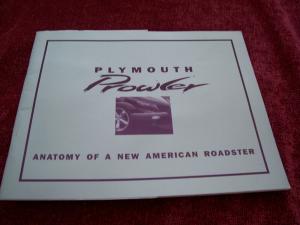 PLYMOUTH
Prowler
ANATOMY OF A NEW AMERICAN ROADSTER